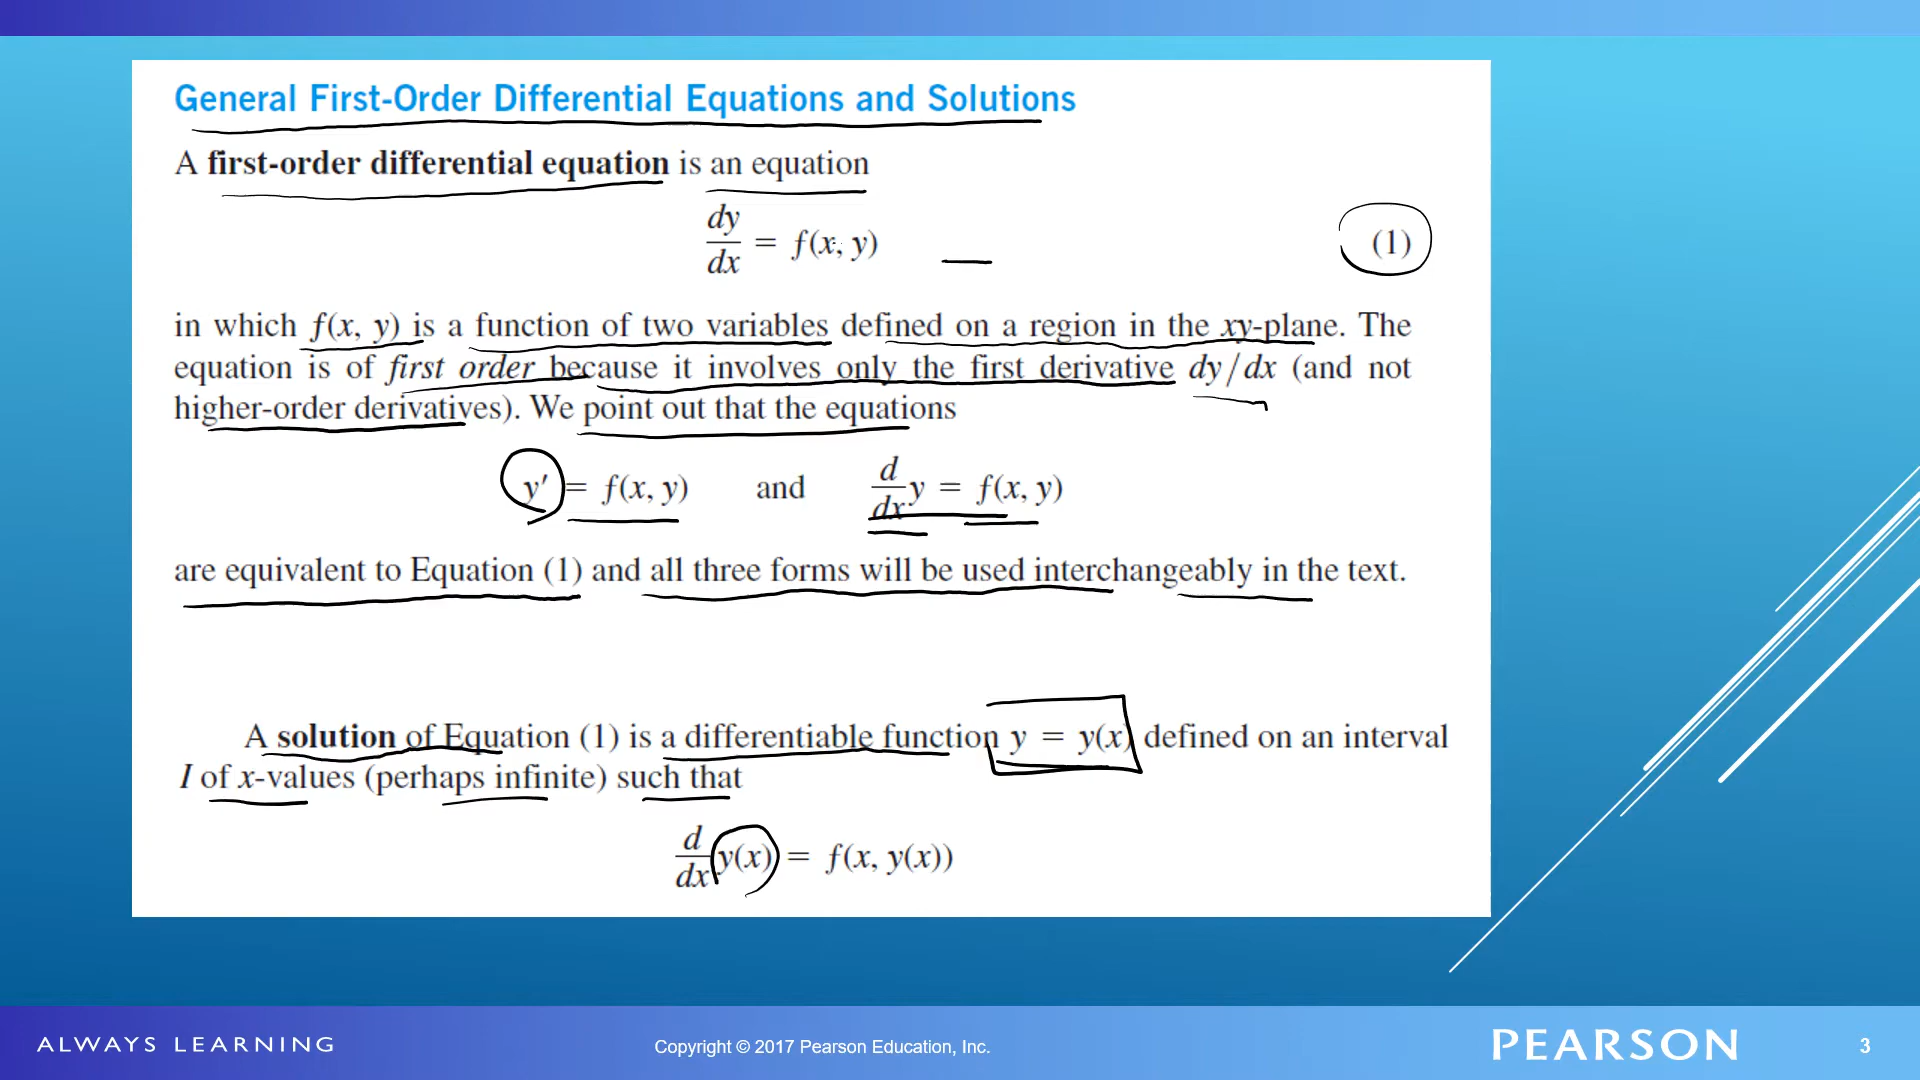 General First-Order Differential Equations and Solutions
A first-order differential equation is an equation
dy/dx = f(x, y) (1)
in which f(x, y) is a function of two variables defined on a region in the xy-plane. The
equation is of first order because it involves only the first derivative dy/dx (and not
higher-order derivatives). We point out that the equations
y′ = f(x, y) and d/dx y = f(x, y)
are equivalent to Equation (1) and all three forms will be used interchangeably in the text.
A solution of Equation (1) is a differentiable function y = y(x) defined on an interval
I of x-values (perhaps infinite) such that
d/dx y(x) = f(x, y(x))
ALWAYS LEARNING
Copyright © 2017 Pearson Education, Inc.
PEARSON
3